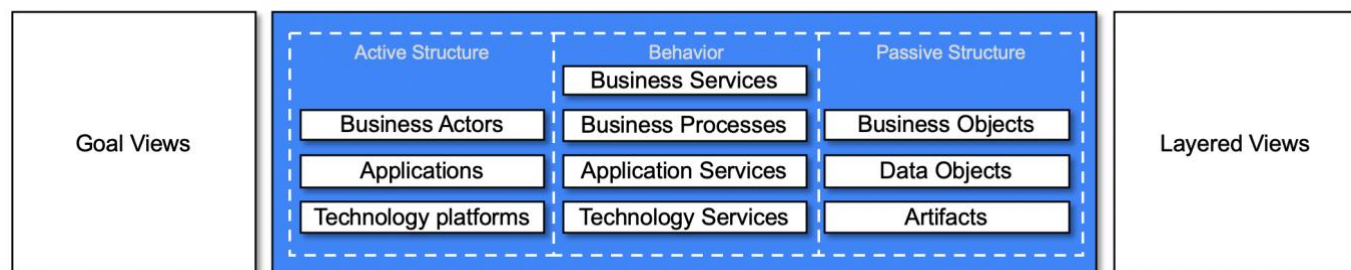 Goal Views
Active Structure
Business Actors
Applications
Technology platforms
Behavior
Business Services
Business Processes
Application Services
Technology Services
Passive Structure
Business Objects
Data Objects
Artifacts
Layered Views